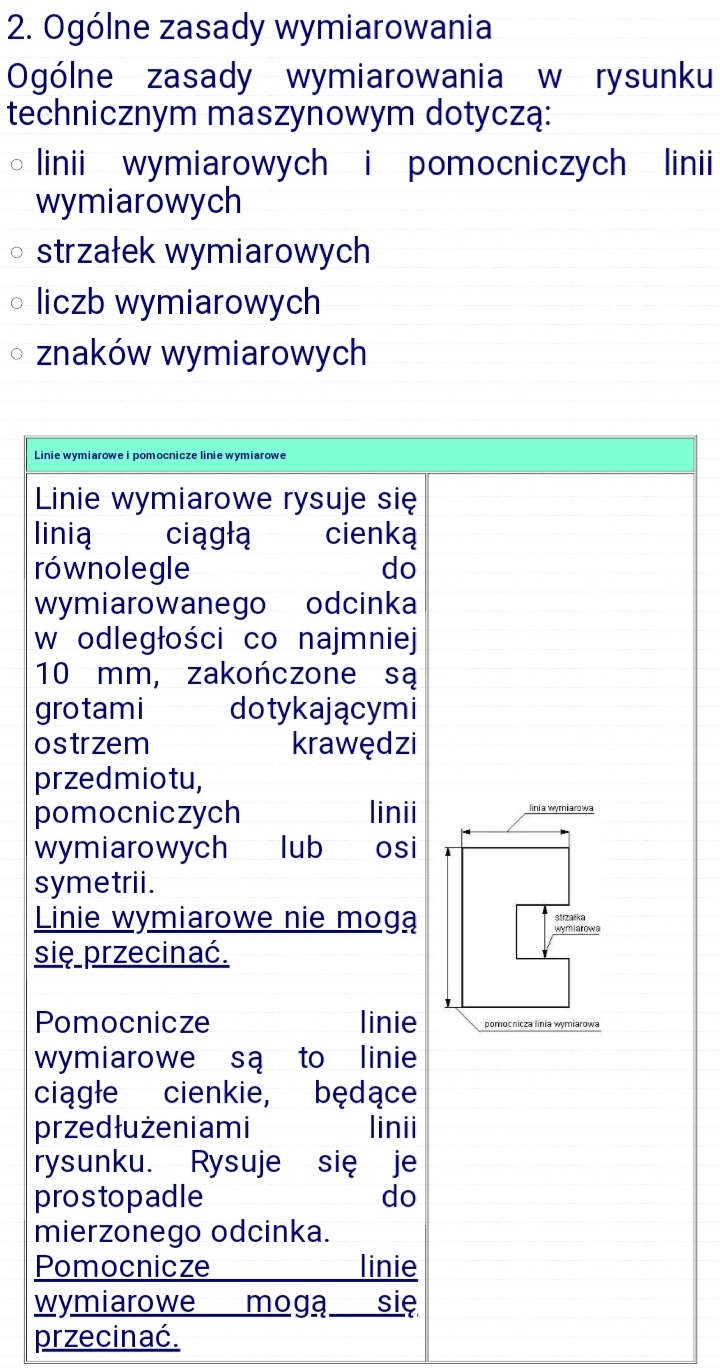 2. Ogólne zasady wymiarowania
Ogólne zasady wymiarowania w rysunku
technicznym maszynowym dotyczą:
linii wymiarowych i pomocniczych linii
wymiarowych
strzałek wymiarowych
liczb wymiarowych
znaków wymiarowych
Linie wymiarowe i pomocnicze linie wymiarowe
Linie wymiarowe rysuje się
linią ciągłą cienką
równolegle do
wymiarowanego odcinka
w odległości co najmniej
10 mm, zakończone są
grotami dotykającymi
ostrzem krawędzi
przedmiotu,
pomocniczych linii
wymiarowych lub osi
symetrii.
Linie wymiarowe nie mogą
się przecinać.
Pomocnicze linie
wymiarowe są to linie
ciągłe cienkie, będące
przedłużeniami linii
rysunku. Rysuje się je
prostopadle do
mierzonego odcinka.
Pomocnicze linie
wymiarowe mogą się
przecinać.
linia wymiarowa
strzałka
wymiarowa
pomocnicza linia wymiarowa